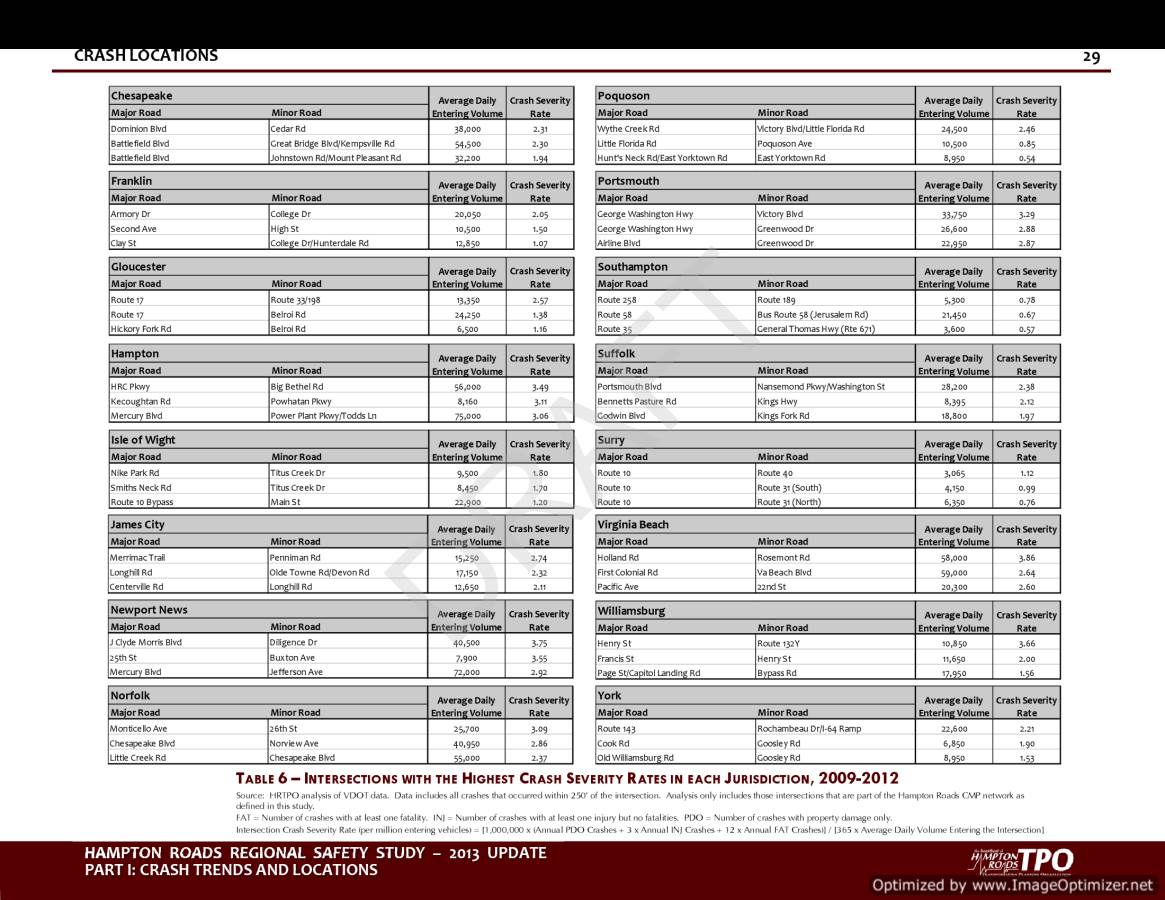 CRASH LOCATIONS 29
Chesapeake Average Daily Crash Severity
Major Road Minor Road Entering Volume Rate
Dominion Blvd Cedar Rd 38,000 2.31
Battlefield Blvd Great Bridge Blvd/Kempsville Rd 54,500 2.30
Battlefield Blvd Johnstown Rd/Mount Pleasant Rd 32,200 1.94
Franklin Average Daily Crash Severity
Major Road Minor Road Entering Volume Rate
Armory Dr College Dr 20,050 2.05
Second Ave High St 10,500 1.50
Clay St College Dr/Hunterdale Rd 12,850 1.07
Gloucester Average Daily Crash Severity
Major Road Minor Road Entering Volume Rate
Route 17 Route 33/198 13,350 2.57
Route 17 Belroi Rd 24,250 1.38
Hickory Fork Rd Belroi Rd 6,500 1.16
Hampton Average Daily Crash Severity
Major Road Minor Road Entering Volume Rate
HRC Pkwy Big Bethel Rd 56,000 3.49
Kecoughtan Rd Powhatan Pkwy 8,160 3.11
Mercury Blvd Power Plant Pkwy/Todds Ln 75,000 3.06
Isle of Wight Average Daily Crash Severity
Major Road Minor Road Entering Volume Rate
Nike Park Rd Titus Creek Dr 9,500 1.80
Smiths Neck Rd Titus Creek Dr 8,450 1.70
Route 10 Bypass Main St 22,900 1.20
James City Average Daily Crash Severity
Major Road Minor Road Entering Volume Rate
Merrimac Trail Penniman Rd 15,250 2.74
Longhill Rd Olde Towne Rd/Devon Rd 17,150 2.32
Centerville Rd Longhill Rd 12,650 2.11
Newport News Average Daily Crash Severity
Major Road Minor Road Entering Volume Rate
J Clyde Morris Blvd Diligence Dr 40,500 3.75
25th St Buxton Ave 7,900 3.55
Mercury Blvd Jefferson Ave 72,000 2.92
Norfolk Average Daily Crash Severity
Major Road Minor Road Entering Volume Rate
Monticello Ave 26th St 25,700 3.09
Chesapeake Blvd Norview Ave 40,950 2.86
Little Creek Rd Chesapeake Blvd 55,000 2.37
Poquoson Average Daily Crash Severity
Major Road Minor Road Entering Volume Rate
Wythe Creek Rd Victory Blvd/Little Florida Rd 24,500 2.46
Little Florida Rd Poquoson Ave 10,500 0.85
Hunt's Neck Rd/East Yorktown Rd East Yorktown Rd 8,950 0.54
Portsmouth Average Daily Crash Severity
Major Road Minor Road Entering Volume Rate
George Washington Hwy Victory Blvd 33,750 3.29
George Washington Hwy Greenwood Dr 26,600 2.88
Airline Blvd Greenwood Dr 22,950 2.87
Southampton Average Daily Crash Severity
Major Road Minor Road Entering Volume Rate
Route 258 Route 189 5,300 0.78
Route 58 Bus Route 58 (Jerusalem Rd) 21,450 0.67
Route 35 General Thomas Hwy (Rte 671) 3,600 0.57
Suffolk Average Daily Crash Severity
Major Road Minor Road Entering Volume Rate
Portsmouth Blvd Nansemond Pkwy/Washington St 28,200 2.38
Bennetts Pasture Rd Kings Hwy 8,395 2.12
Godwin Blvd Kings Fork Rd 18,800 1.97
Surry Average Daily Crash Severity
Major Road Minor Road Entering Volume Rate
Route 10 Route 40 3,065 1.12
Route 10 Route 31 (South) 4,150 0.99
Route 10 Route 31 (North) 6,350 0.76
Virginia Beach Average Daily Crash Severity
Major Road Minor Road Entering Volume Rate
Holland Rd Rosemont Rd 58,000 3.86
First Colonial Rd Va Beach Blvd 59,000 2.64
Pacific Ave 22nd St 20,300 2.60
Williamsburg Average Daily Crash Severity
Major Road Minor Road Entering Volume Rate
Henry St Route 132Y 10,850 3.66
Francis St Henry St 11,650 2.00
Page St/Capitol Landing Rd Bypass Rd 17,950 1.56
York Average Daily Crash Severity
Major Road Minor Road Entering Volume Rate
Route 143 Rochambeau Dr/I-64 Ramp 22,600 2.21
Cook Rd Goosley Rd 6,850 1.90
Old Williamsburg Rd Goosley Rd 8,950 1.53
DRAFT
TABLE 6 – INTERSECTIONS WITH THE HIGHEST CRASH SEVERITY RATES IN EACH JURISDICTION, 2009-2012
Source: HRTPO analysis of VDOT data. Data includes all crashes that occurred within 250' of the intersection. Analysis only includes those intersections that are part of the Hampton Roads CMP network as
defined in this study.
FAT = Number of crashes with at least one fatality. INJ = Number of crashes with at least one injury but no fatalities. PDO = Number of crashes with property damage only.
Intersection Crash Severity Rate (per million entering vehicles) = [1,000,000 x (Annual PDO Crashes + 3 x Annual INJ Crashes + 12 x Annual FAT Crashes)] / [365 x Average Daily Volume Entering the Intersection]
HAMPTON ROADS REGIONAL SAFETY STUDY – 2013 UPDATE
PART I: CRASH TRENDS AND LOCATIONS
HAMPTON ROADS TPO
Optimized by www.ImageOptimizer.net